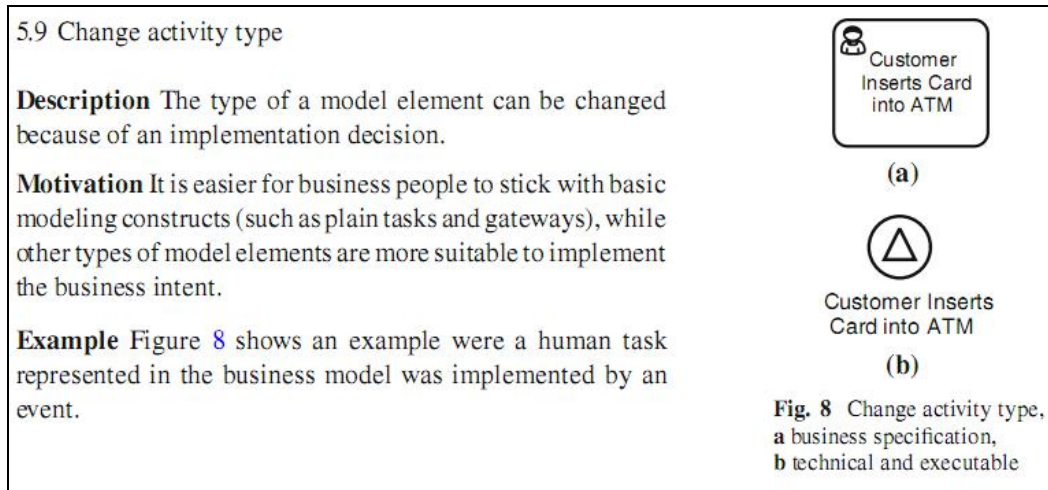 5.9 Change activity type
Description The type of a model element can be changed
because of an implementation decision.
Motivation It is easier for business people to stick with basic
modeling constructs (such as plain tasks and gateways), while
other types of model elements are more suitable to implement
the business intent.
Example Figure 8 shows an example were a human task
represented in the business model was implemented by an
event.
Customer
Inserts Card
into ATM
(a)
Customer Inserts
Card into ATM
(b)
Fig. 8 Change activity type,
a business specification,
b technical and executable